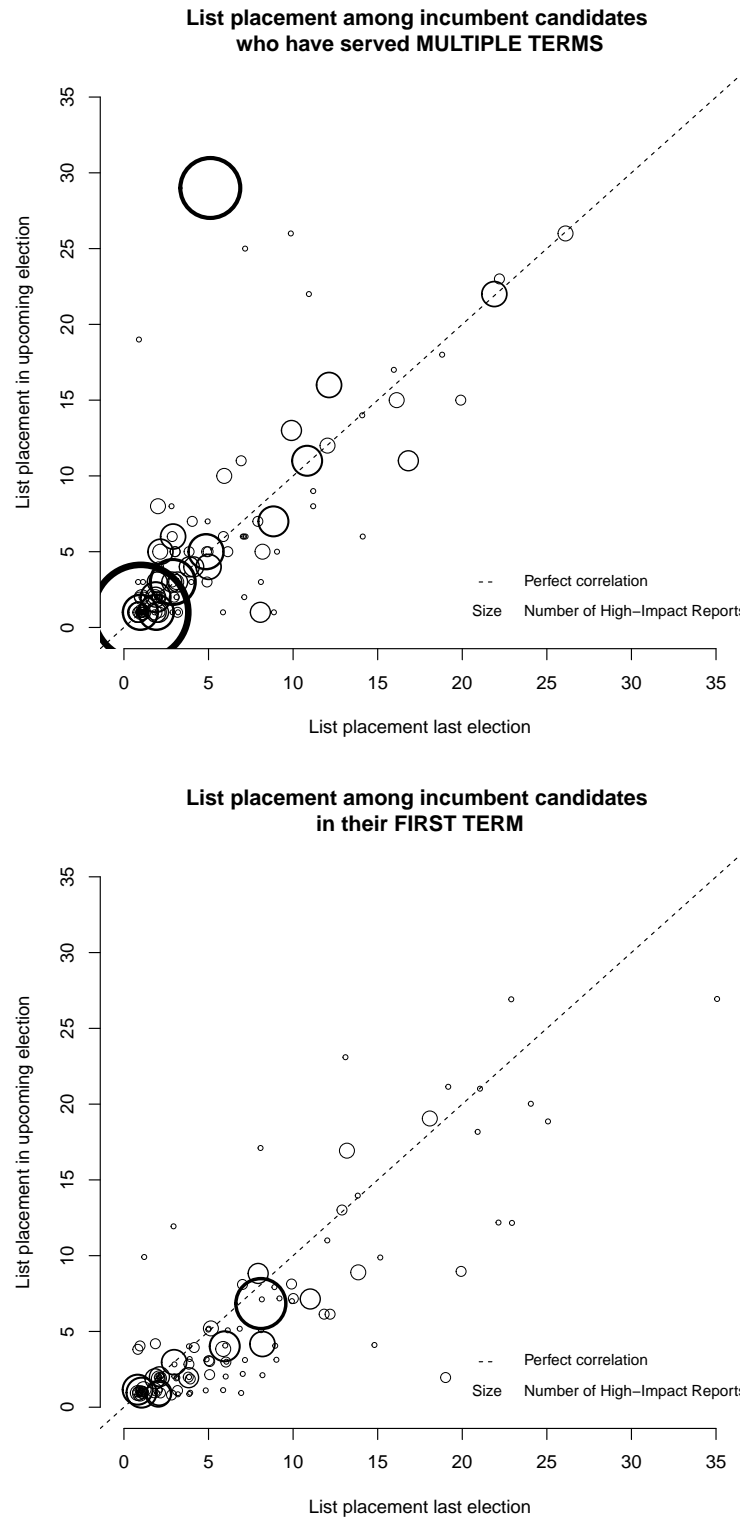 List placement among incumbent candidates
who have served MULTIPLE TERMS
35
30
25
20
15
10
5
0
List placement in upcoming election
-- Perfect correlation
Size Number of High−Impact Reports
0 5 10 15 20 25 30 35
List placement last election
List placement among incumbent candidates
in their FIRST TERM
35
30
25
20
15
10
5
0
List placement in upcoming election
-- Perfect correlation
Size Number of High−Impact Reports
0 5 10 15 20 25 30 35
List placement last election